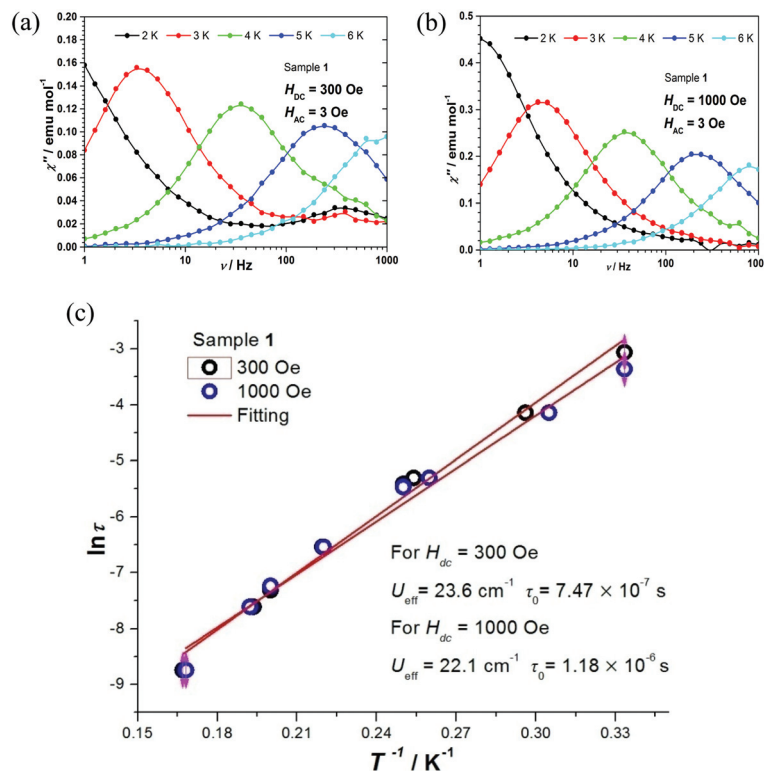 (a)
0.20
0.18
0.16
0.14
0.12
0.10
0.08
0.06
0.04
0.02
0.00
χ'' / emu mol⁻¹
2 K 3 K 4 K 5 K 6 K
Sample 1
H_DC = 300 Oe
H_AC = 3 Oe
1 10 100 1000
ν / Hz
(b)
0.5
0.4
0.3
0.2
0.1
0.0
χ'' / emu mol⁻¹
2 K 3 K 4 K 5 K 6 K
Sample 1
H_DC = 1000 Oe
H_AC = 3 Oe
1 10 100 100
ν / Hz
(c)
-3
-4
-5
-6
-7
-8
-9
ln τ
Sample 1
300 Oe
1000 Oe
Fitting
For H_dc = 300 Oe
U_eff = 23.6 cm⁻¹ τ₀ = 7.47 × 10⁻⁷ s
For H_dc = 1000 Oe
U_eff = 22.1 cm⁻¹ τ₀ = 1.18 × 10⁻⁶ s
0.15 0.18 0.21 0.24 0.27 0.30 0.33
T⁻¹ / K⁻¹